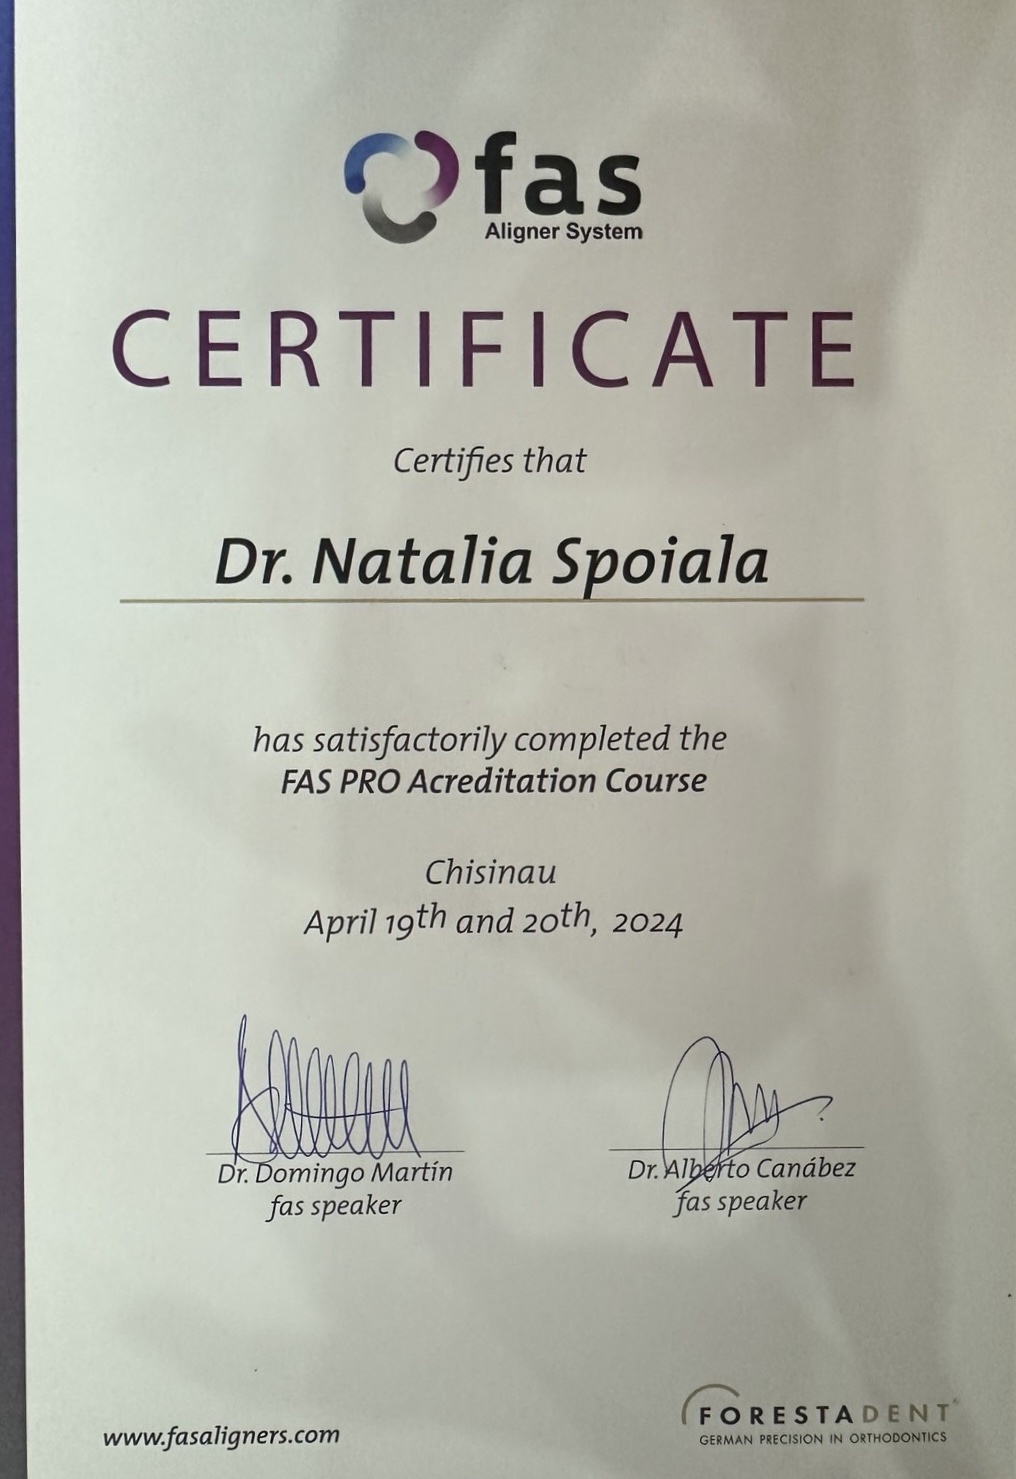 fas
Aligner System
CERTIFICATE
Certifies that
Dr. Natalia Spoiala
has satisfactorily completed the
FAS PRO Acreditation Course
Chisinau
April 19th and 20th, 2024
Dr. Domingo Martín
fas speaker
Dr. Alberto Canábez
fas speaker
www.fasaligners.com
FORESTADENT®
GERMAN PRECISION IN ORTHODONTICS